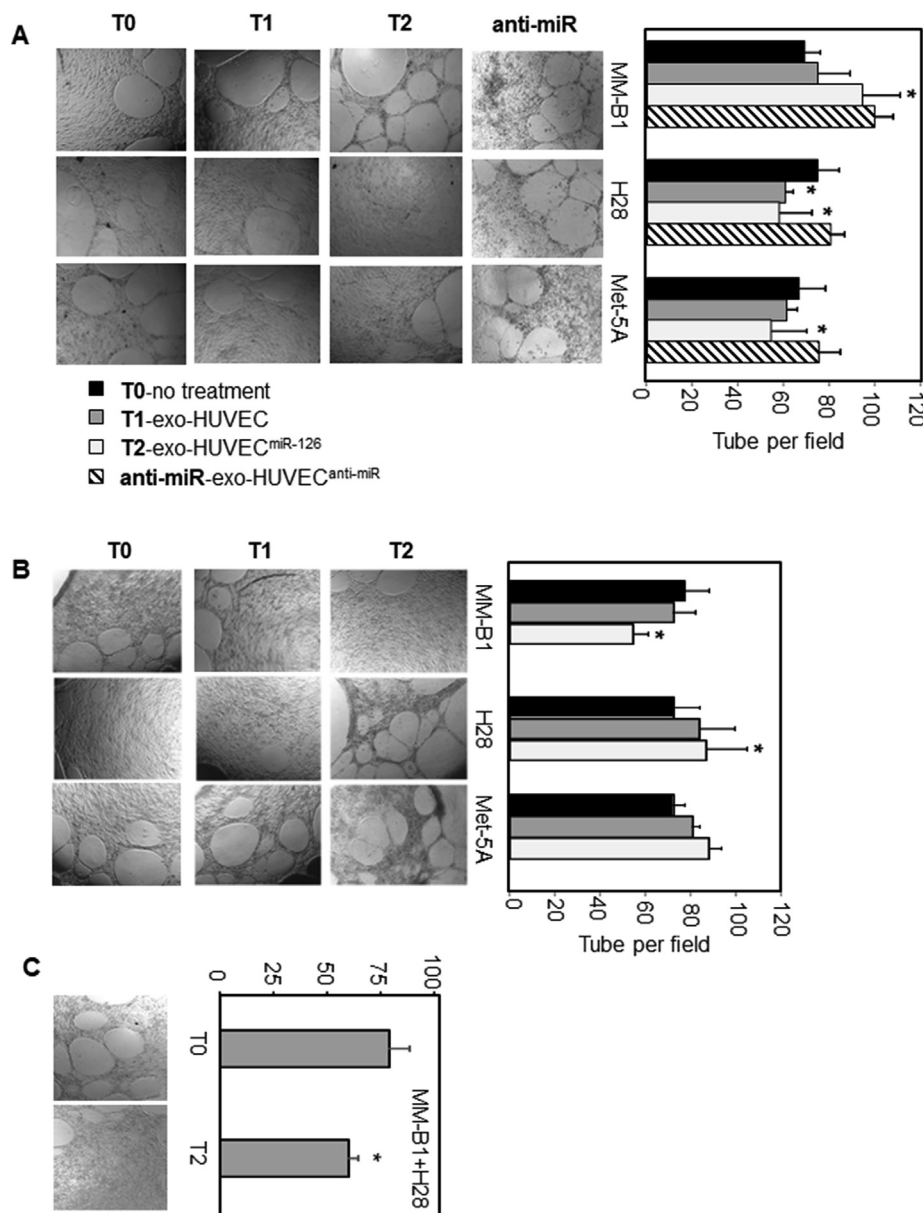 A
T0 T1 T2 anti-miR
MM-B1
*
H28
*
*
Met-5A
*
0 20 40 60 80 100 120
Tube per field
T0-no treatment
T1-exo-HUVEC
T2-exo-HUVECmiR-126
anti-miR-exo-HUVECanti-miR
B
T0 T1 T2
MM-B1
*
H28
*
Met-5A
0 20 40 60 80 100 120
Tube per field
C
0 25 50 75 100
T0
MM-B1+H28
T2
*